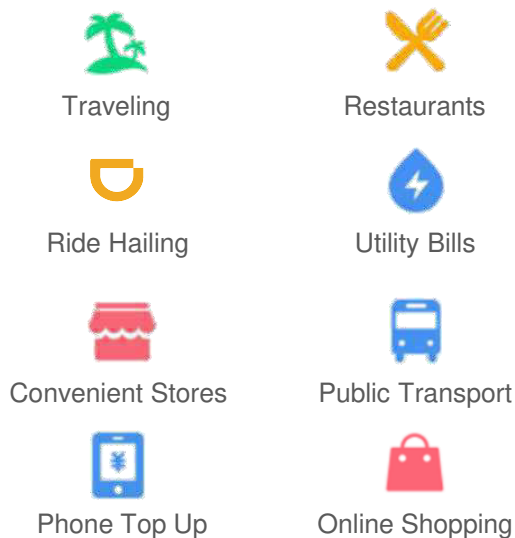 Traveling
Restaurants
Ride Hailing
Utility Bills
Convenient Stores
Public Transport
¥
Phone Top Up
Online Shopping